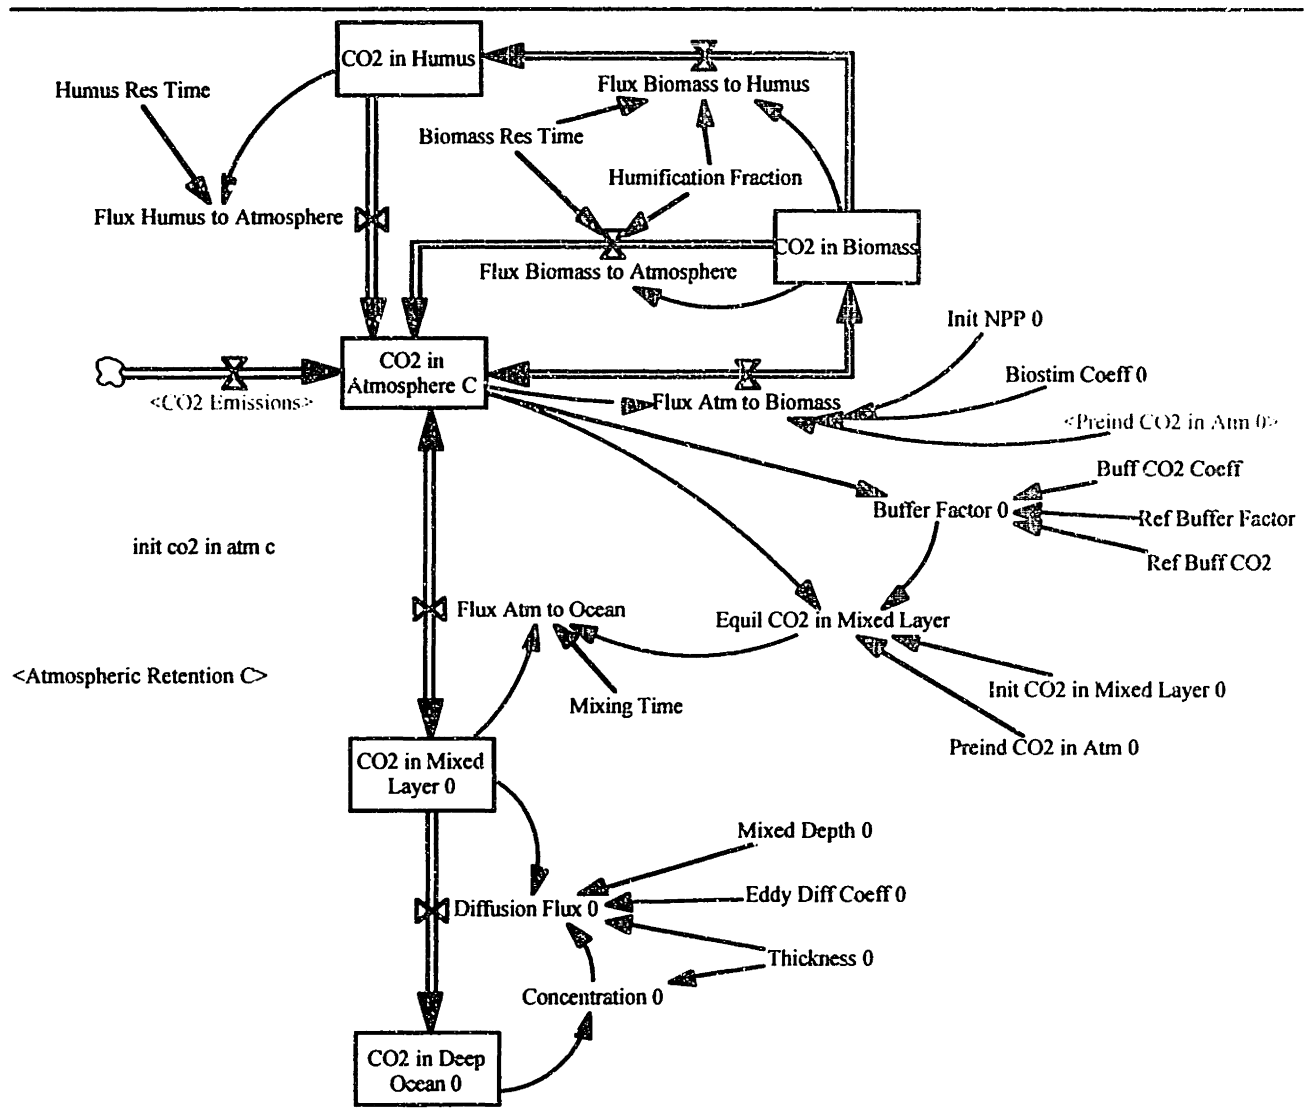 CO2 in Humus
Humus Res Time
Flux Biomass to Humus
Biomass Res Time
Humification Fraction
Flux Humus to Atmosphere
CO2 in Biomass
Flux Biomass to Atmosphere
Init NPP 0
CO2 in
Atmosphere C
Biostim Coeff 0
<CO2 Emissions>
Flux Atm to Biomass
<Preind CO2 in Atm 0>
Buff CO2 Coeff
Buffer Factor 0
Ref Buffer Factor
init co2 in atm c
Ref Buff CO2
Flux Atm to Ocean
Equil CO2 in Mixed Layer
<Atmospheric Retention C>
Init CO2 in Mixed Layer 0
Mixing Time
Preind CO2 in Atm 0
CO2 in Mixed
Layer 0
Mixed Depth 0
Eddy Diff Coeff 0
Diffusion Flux 0
Thickness 0
Concentration 0
CO2 in Deep
Ocean 0